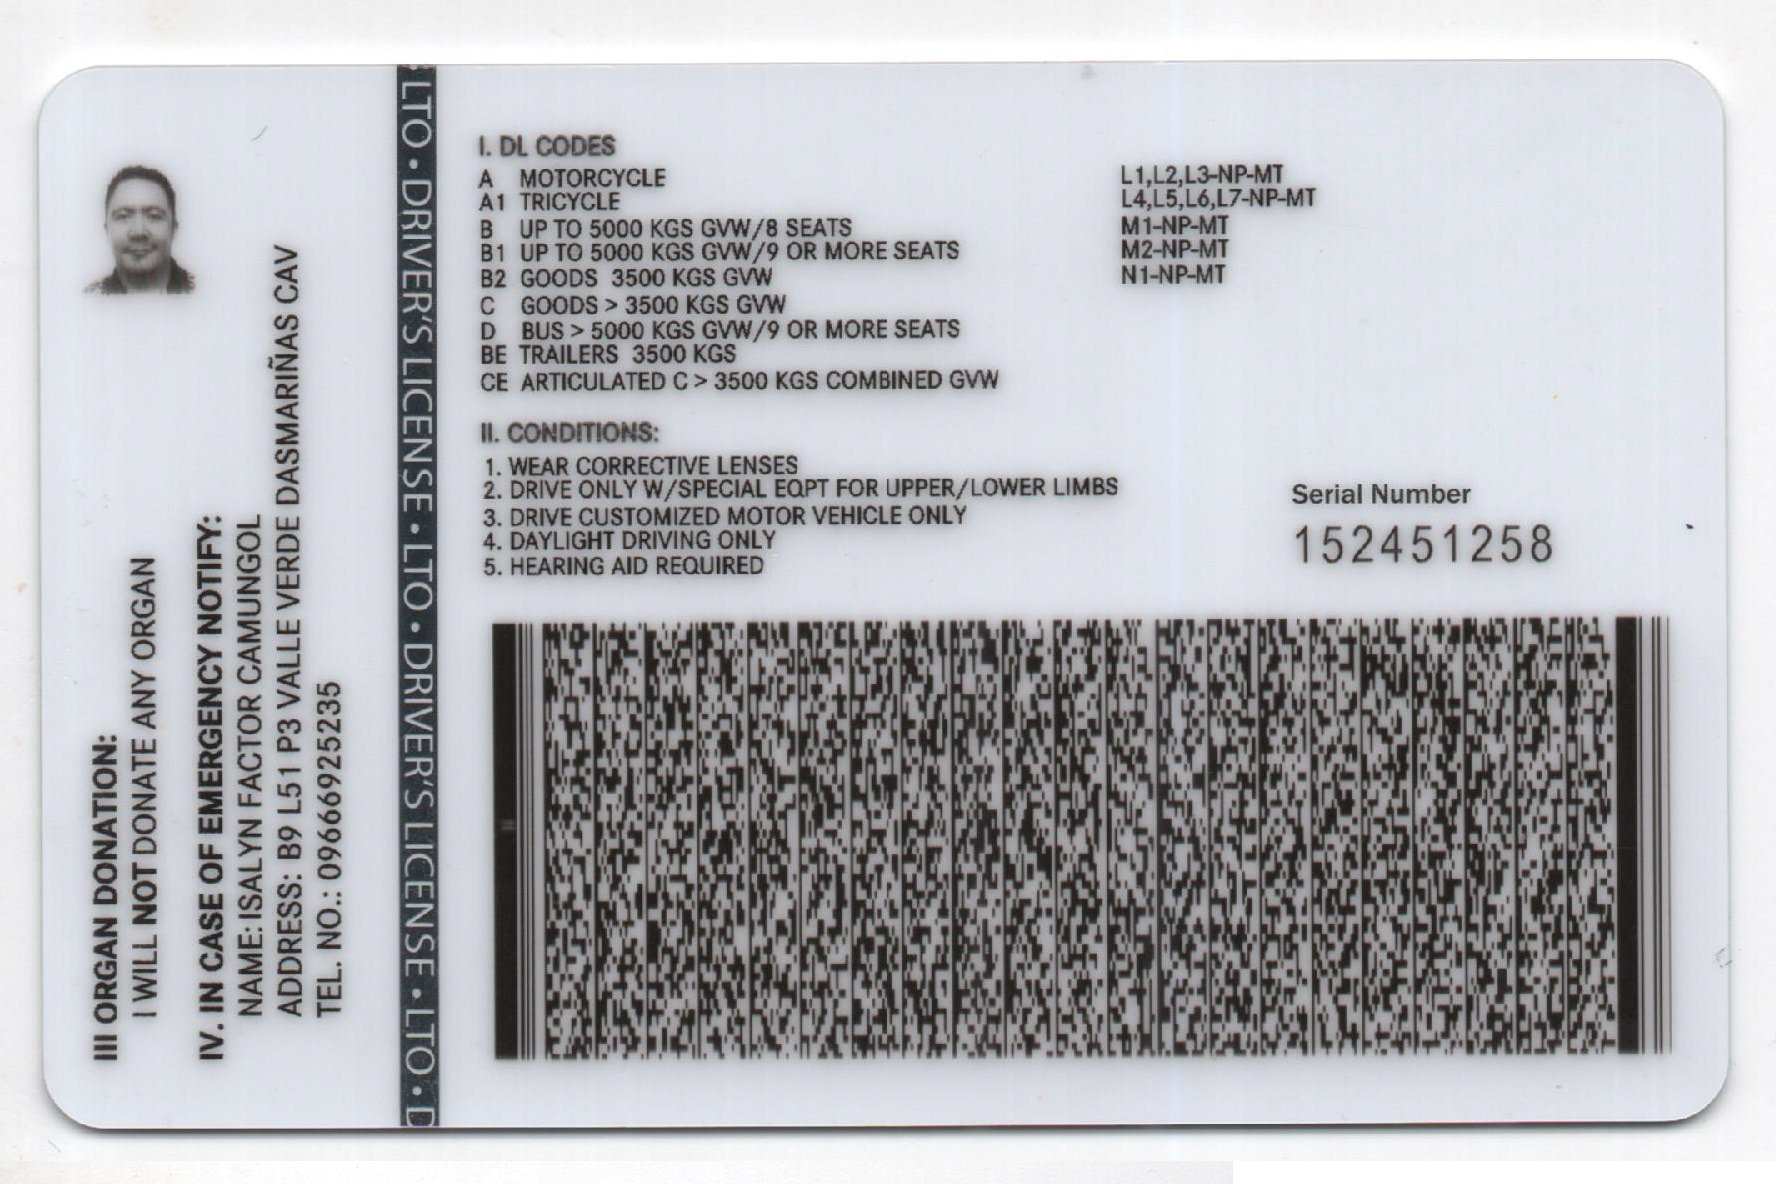 LTO • DRIVER'S LICENSE • LTO • DRIVER'S LICENSE • LTO • D
I. DL CODES
A MOTORCYCLE L1,L2,L3-NP-MT
A1 TRICYCLE L4,L5,L6,L7-NP-MT
B UP TO 5000 KGS GVW/8 SEATS M1-NP-MT
B1 UP TO 5000 KGS GVW/9 OR MORE SEATS M2-NP-MT
B2 GOODS 3500 KGS GVW N1-NP-MT
C GOODS > 3500 KGS GVW
D BUS > 5000 KGS GVW/9 OR MORE SEATS
BE TRAILERS 3500 KGS
CE ARTICULATED C > 3500 KGS COMBINED GVW
II. CONDITIONS:
1. WEAR CORRECTIVE LENSES
2. DRIVE ONLY W/SPECIAL EQPT FOR UPPER/LOWER LIMBS
3. DRIVE CUSTOMIZED MOTOR VEHICLE ONLY
4. DAYLIGHT DRIVING ONLY
5. HEARING AID REQUIRED
Serial Number
152451258
III ORGAN DONATION:
I WILL NOT DONATE ANY ORGAN
IV. IN CASE OF EMERGENCY NOTIFY:
NAME: ISALYN FACTOR CAMUNGOL
ADDRESS: B9 L51 P3 VALLE VERDE DASMARIÑAS CAV
TEL. NO.: 09666925235